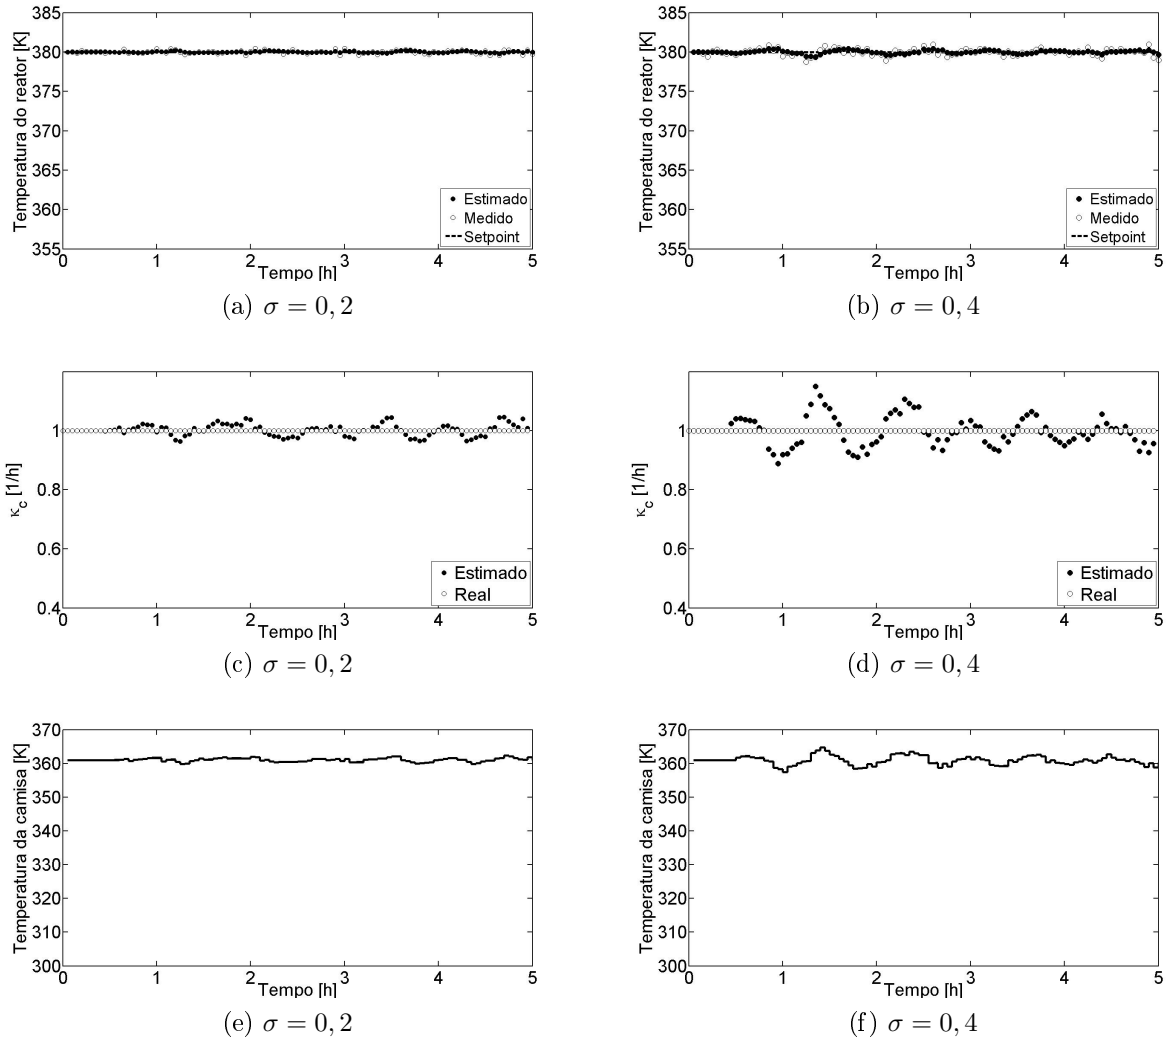 385
380
375
370
365
360
355
Temperatura do reator [K]
Estimado
Medido
Setpoint
0 1 2 3 4 5
Tempo [h]
(a) σ = 0, 2
385
380
375
370
365
360
355
Temperatura do reator [K]
Estimado
Medido
Setpoint
0 1 2 3 4 5
Tempo [h]
(b) σ = 0, 4
1
0.8
0.6
0.4
κc [1/h]
Estimado
Real
0 1 2 3 4 5
Tempo [h]
(c) σ = 0, 2
1
0.8
0.6
0.4
κc [1/h]
Estimado
Real
0 1 2 3 4 5
Tempo [h]
(d) σ = 0, 4
370
360
350
340
330
320
310
300
Temperatura da camisa [K]
0 1 2 3 4 5
Tempo [h]
(e) σ = 0, 2
370
360
350
340
330
320
310
300
Temperatura da camisa [K]
0 1 2 3 4 5
Tempo [h]
(f) σ = 0, 4